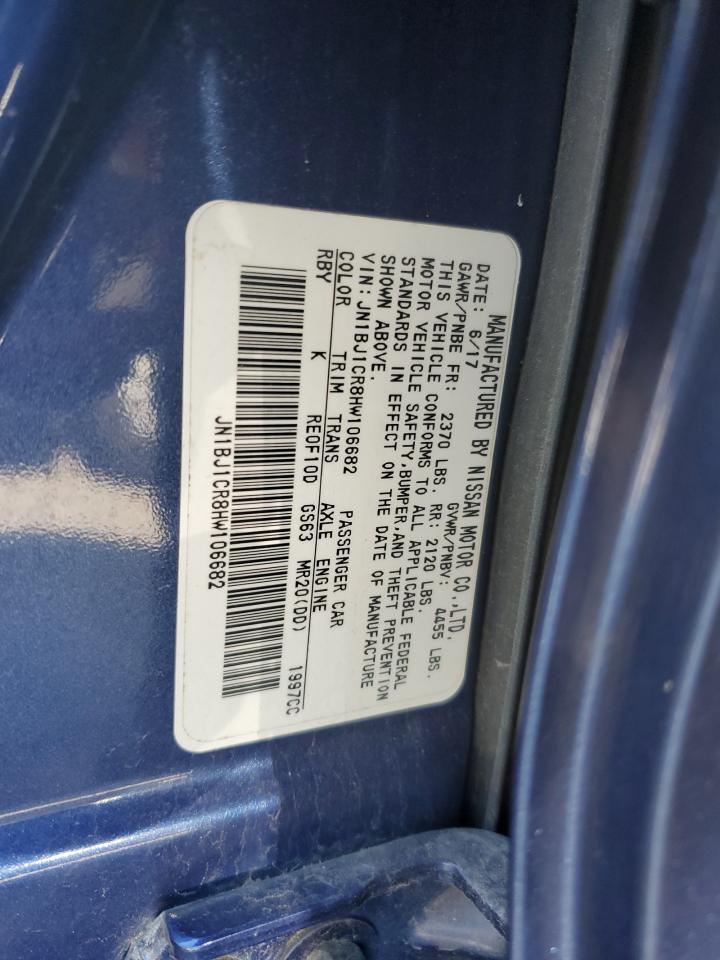 MANUFACTURED BY NISSAN MOTOR CO.,LTD.
DATE: 6/17 GVWR/PNBV: 4455 LBS.
GAWR/PNBE FR: 2370 LBS. RR: 2120 LBS.
THIS VEHICLE CONFORMS TO ALL APPLICABLE FEDERAL
MOTOR VEHICLE SAFETY,BUMPER,AND THEFT PREVENTION
STANDARDS IN EFFECT ON THE DATE OF MANUFACTURE
SHOWN ABOVE.
VIN:JN1BJ1CR8HW106682 PASSENGER CAR
COLOR TRIM TRANS AXLE ENGINE
RBY K RE0F10D GS63 MR20(DD) 1997CC
JN1BJ1CR8HW106682